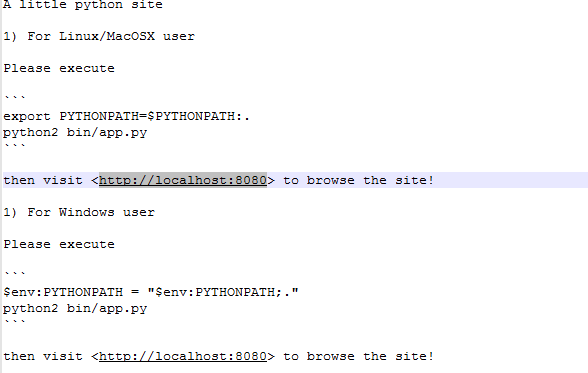 A little python site
1) For Linux/MacOSX user
Please execute
```
export PYTHONPATH=$PYTHONPATH:.
python2 bin/app.py
```
then visit <http://localhost:8080> to browse the site!
1) For Windows user
Please execute
```
$env:PYTHONPATH = "$env:PYTHONPATH;."
python2 bin/app.py
```
then visit <http://localhost:8080> to browse the site!